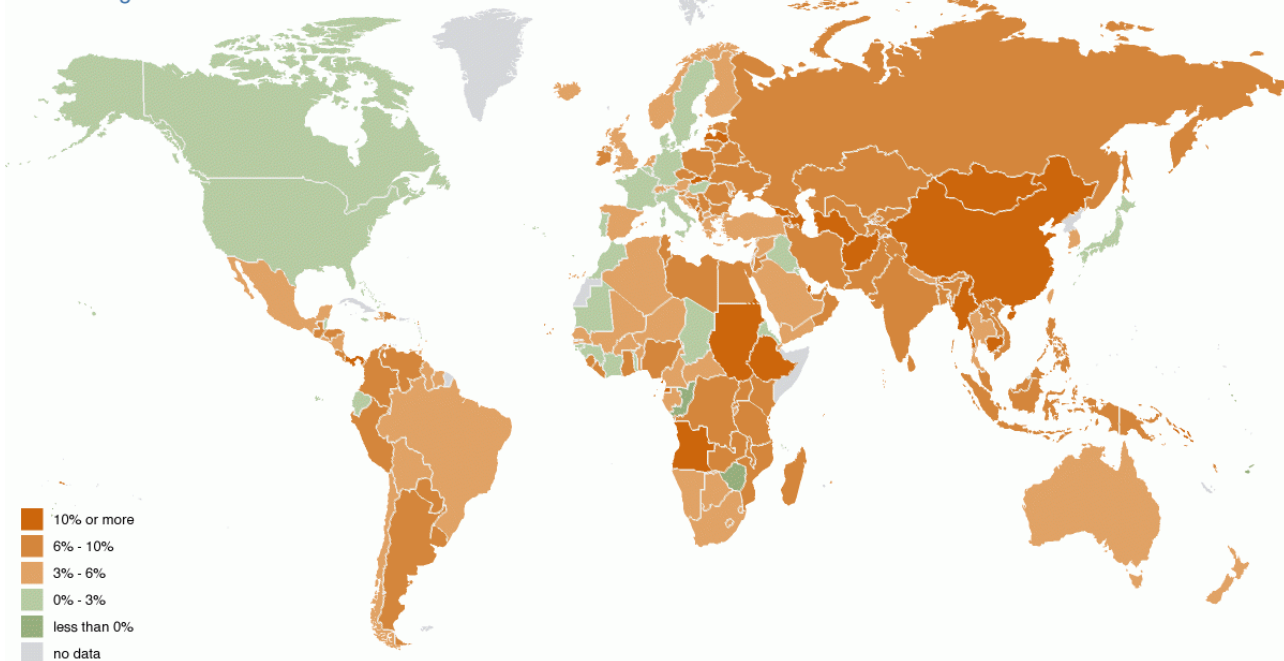 10% or more
6% - 10%
3% - 6%
0% - 3%
less than 0%
no data